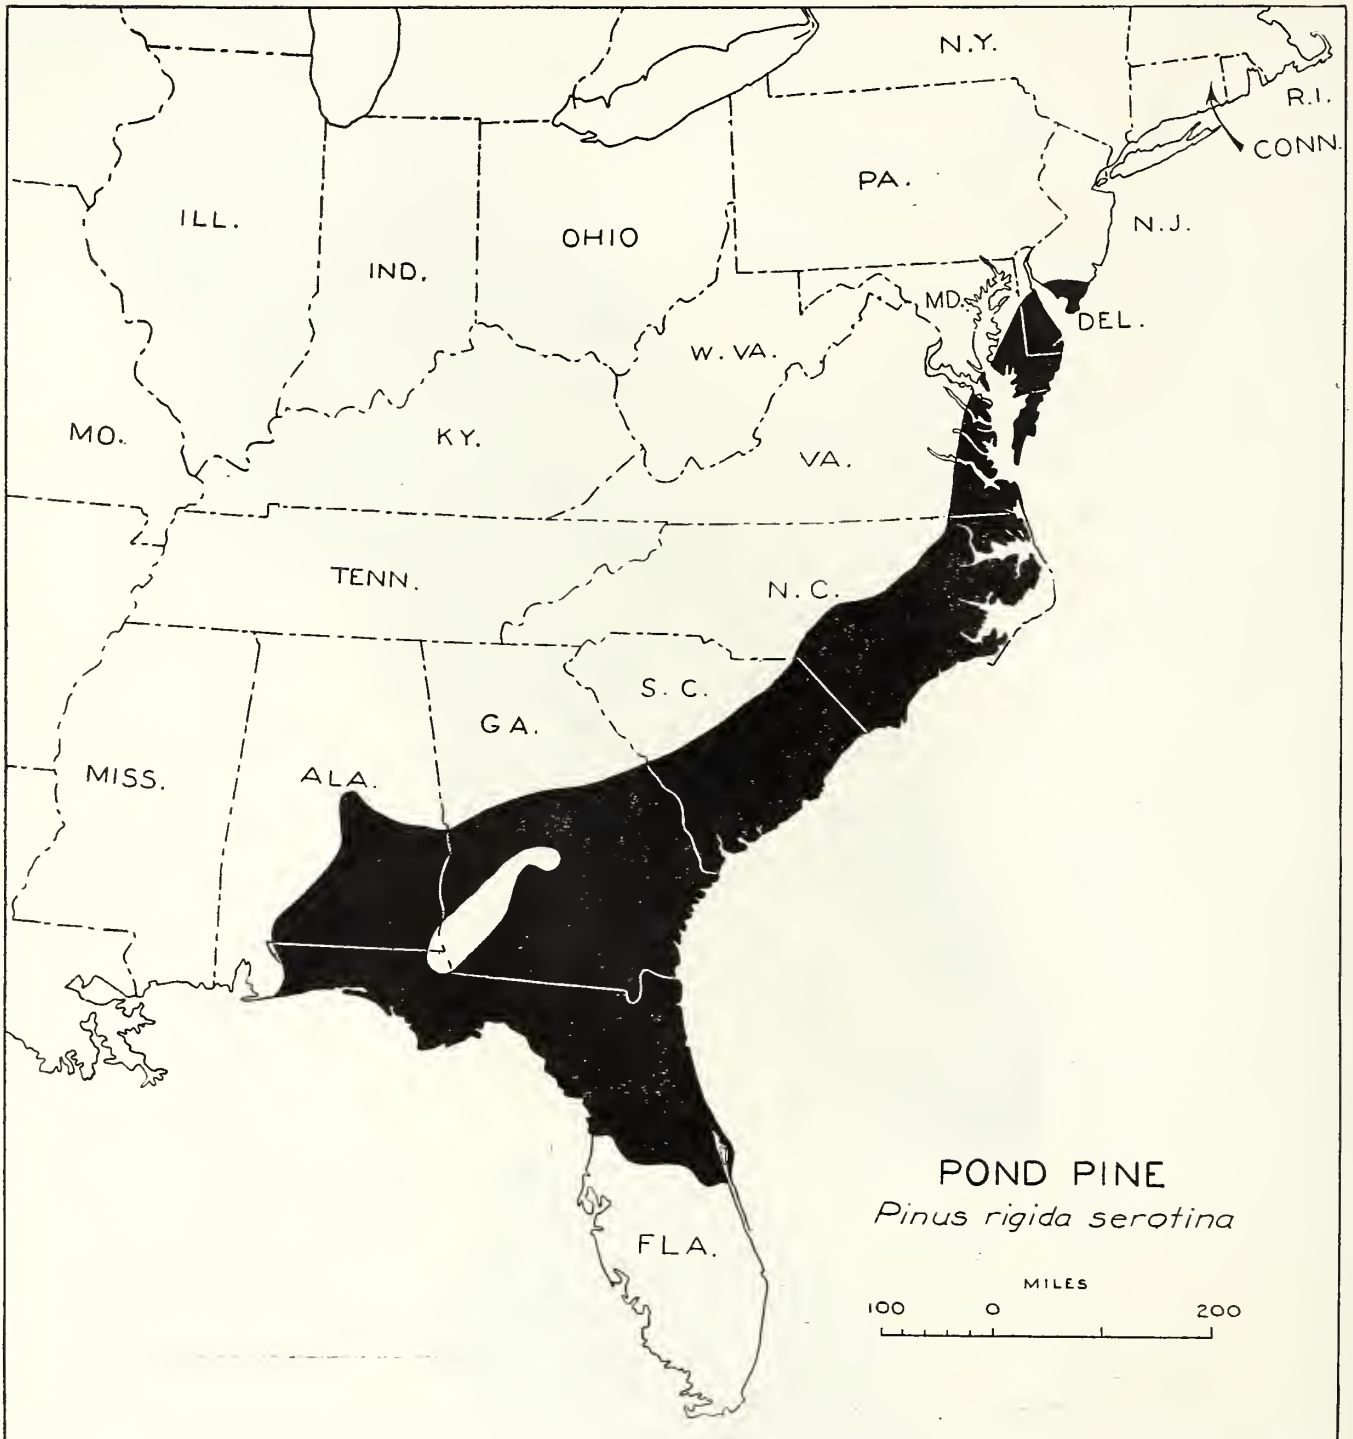 N.Y.
R.I.
CONN.
PA.
ILL.
OHIO
N.J.
IND.
MD.
DEL.
W. VA.
MO.
KY.
VA.
TENN.
N. C.
S. C.
GA.
MISS.
ALA.
POND PINE
Pinus rigida serotina
FLA.
MILES
100 0 200